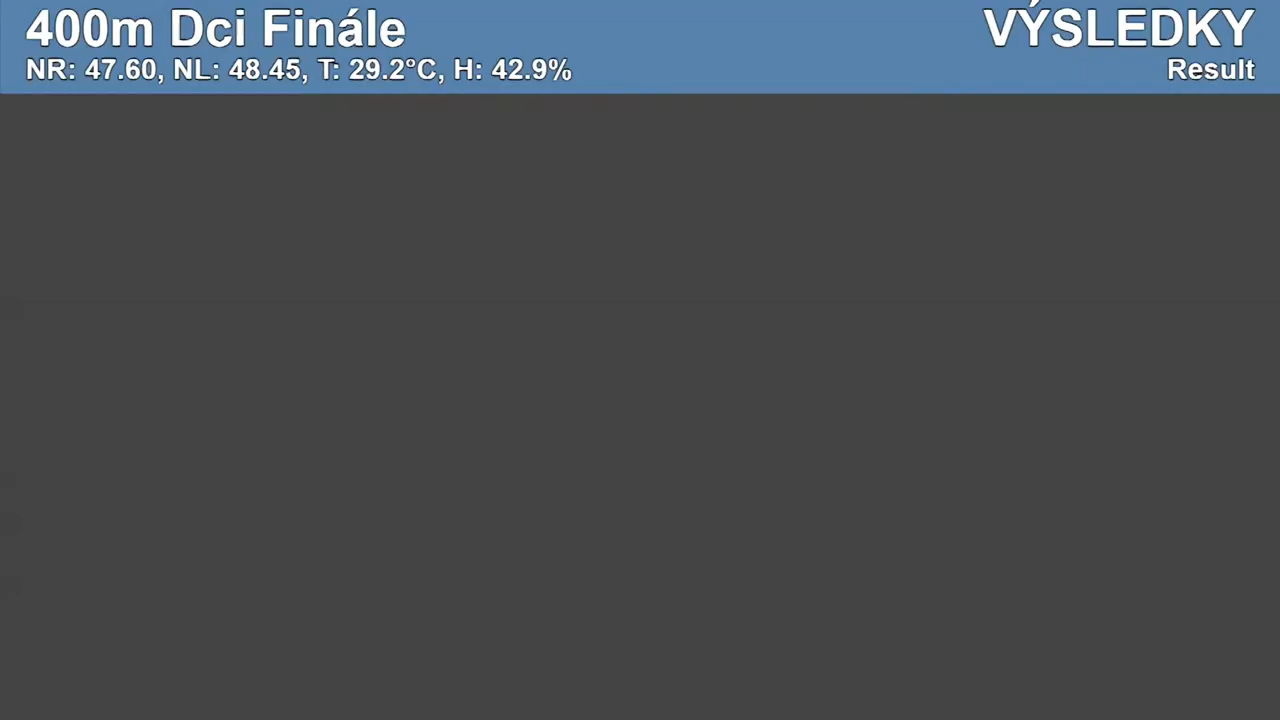 400m Dci Finále
NR: 47.60, NL: 48.45, T: 29.2°C, H: 42.9%
VÝSLEDKY
Result